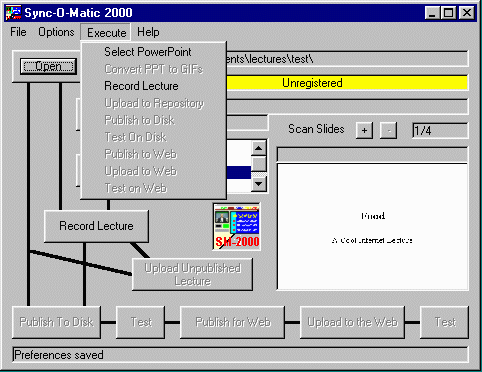 Sync-O-Matic 2000
File Options Execute Help
Select PowerPoint
Convert PPT to GIFs
Record Lecture
Upload to Repository
Publish to Disk
Test On Disk
Publish to Web
Upload to Web
Test on Web
Open
ents\lectures\test\
Unregistered
Scan Slides + - 1/4
A Cool Internet Lecture
Record Lecture
SM-2000
Upload Unpublished
Lecture
Publish To Disk Test Publish for Web Upload to the Web Test
Preferences saved